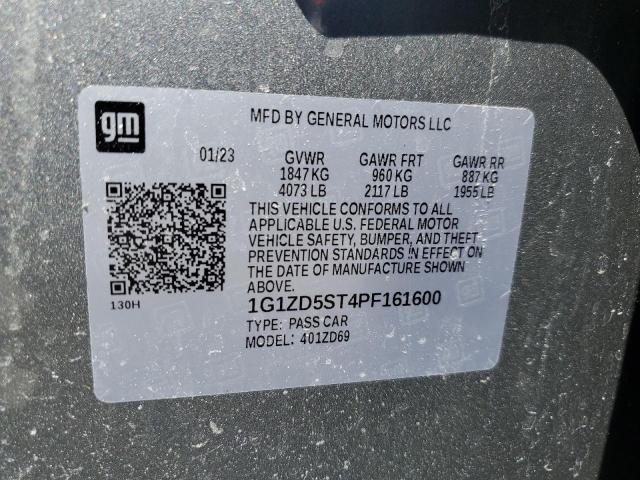 gm
MFD BY GENERAL MOTORS LLC
01/23 GVWR GAWR FRT GAWR RR
1847 KG 960 KG 887 KG
4073 LB 2117 LB 1955 LB
THIS VEHICLE CONFORMS TO ALL
APPLICABLE U.S. FEDERAL MOTOR
VEHICLE SAFETY, BUMPER, AND THEFT
PREVENTION STANDARDS IN EFFECT ON
THE DATE OF MANUFACTURE SHOWN
ABOVE.
130H
1G1ZD5ST4PF161600
TYPE: PASS CAR
MODEL: 401ZD69